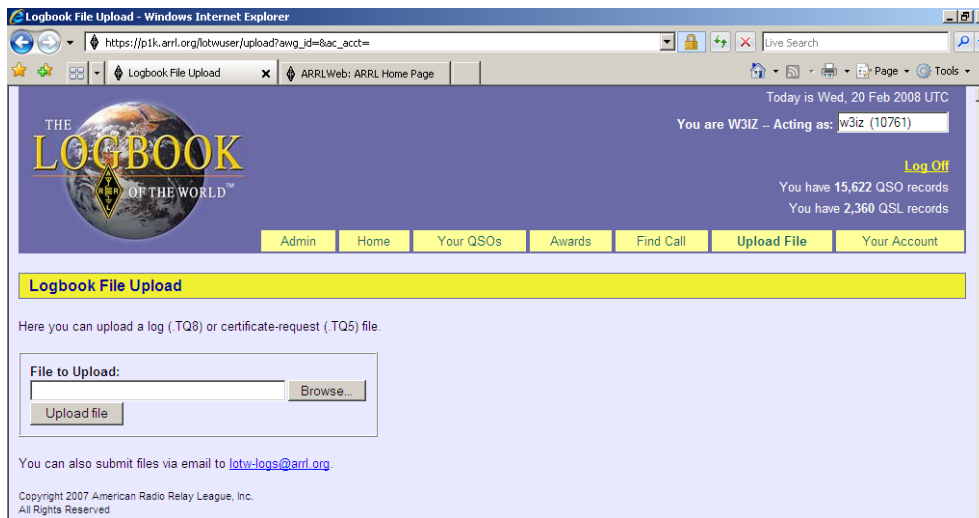 Logbook File Upload - Windows Internet Explorer
https://p1k.arrl.org/lotwuser/upload?awg_id=&ac_acct=
Live Search
Logbook File Upload
ARRLWeb: ARRL Home Page
Page
Tools
Today is Wed, 20 Feb 2008 UTC
You are W3IZ -- Acting as: w3iz (10761)
THE
LOGBOOK
OF THE WORLD™
Log Off
You have 15,622 QSO records
You have 2,360 QSL records
Admin Home Your QSOs Awards Find Call Upload File Your Account
Logbook File Upload
Here you can upload a log (.TQ8) or certificate-request (.TQ5) file.
File to Upload:
Browse...
Upload file
You can also submit files via email to lotw-logs@arrl.org.
Copyright 2007 American Radio Relay League, Inc.
All Rights Reserved